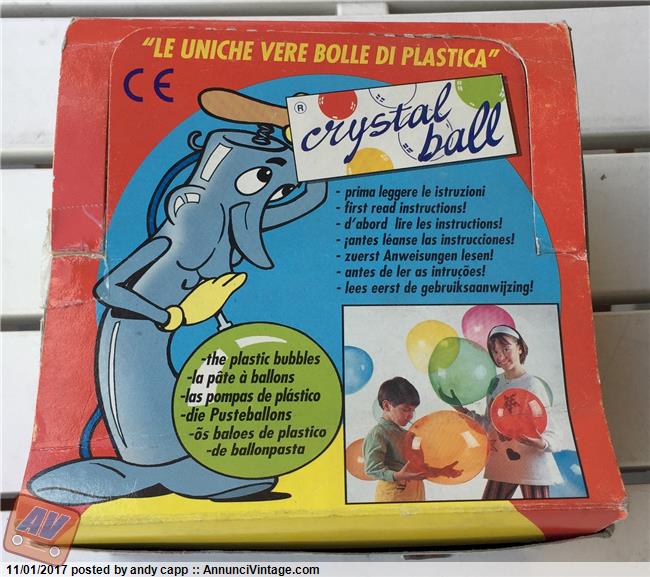 "LE UNICHE VERE BOLLE DI PLASTICA"
CE
® crystal
ball
- prima leggere le istruzioni
- first read instructions!
- d'abord lire les instructions!
- ¡antes léanse las instrucciones!
- zuerst Anweisungen lesen!
- antes de ler as intruções!
- lees eerst de gebruiksaanwijzing!
-the plastic bubbles
-la pâte à ballons
-las pompas de plástico
-die Pusteballons
-õs baloes de plastico
-de ballonpasta
AV
11/01/2017 posted by andy capp :: AnnunciVintage.com